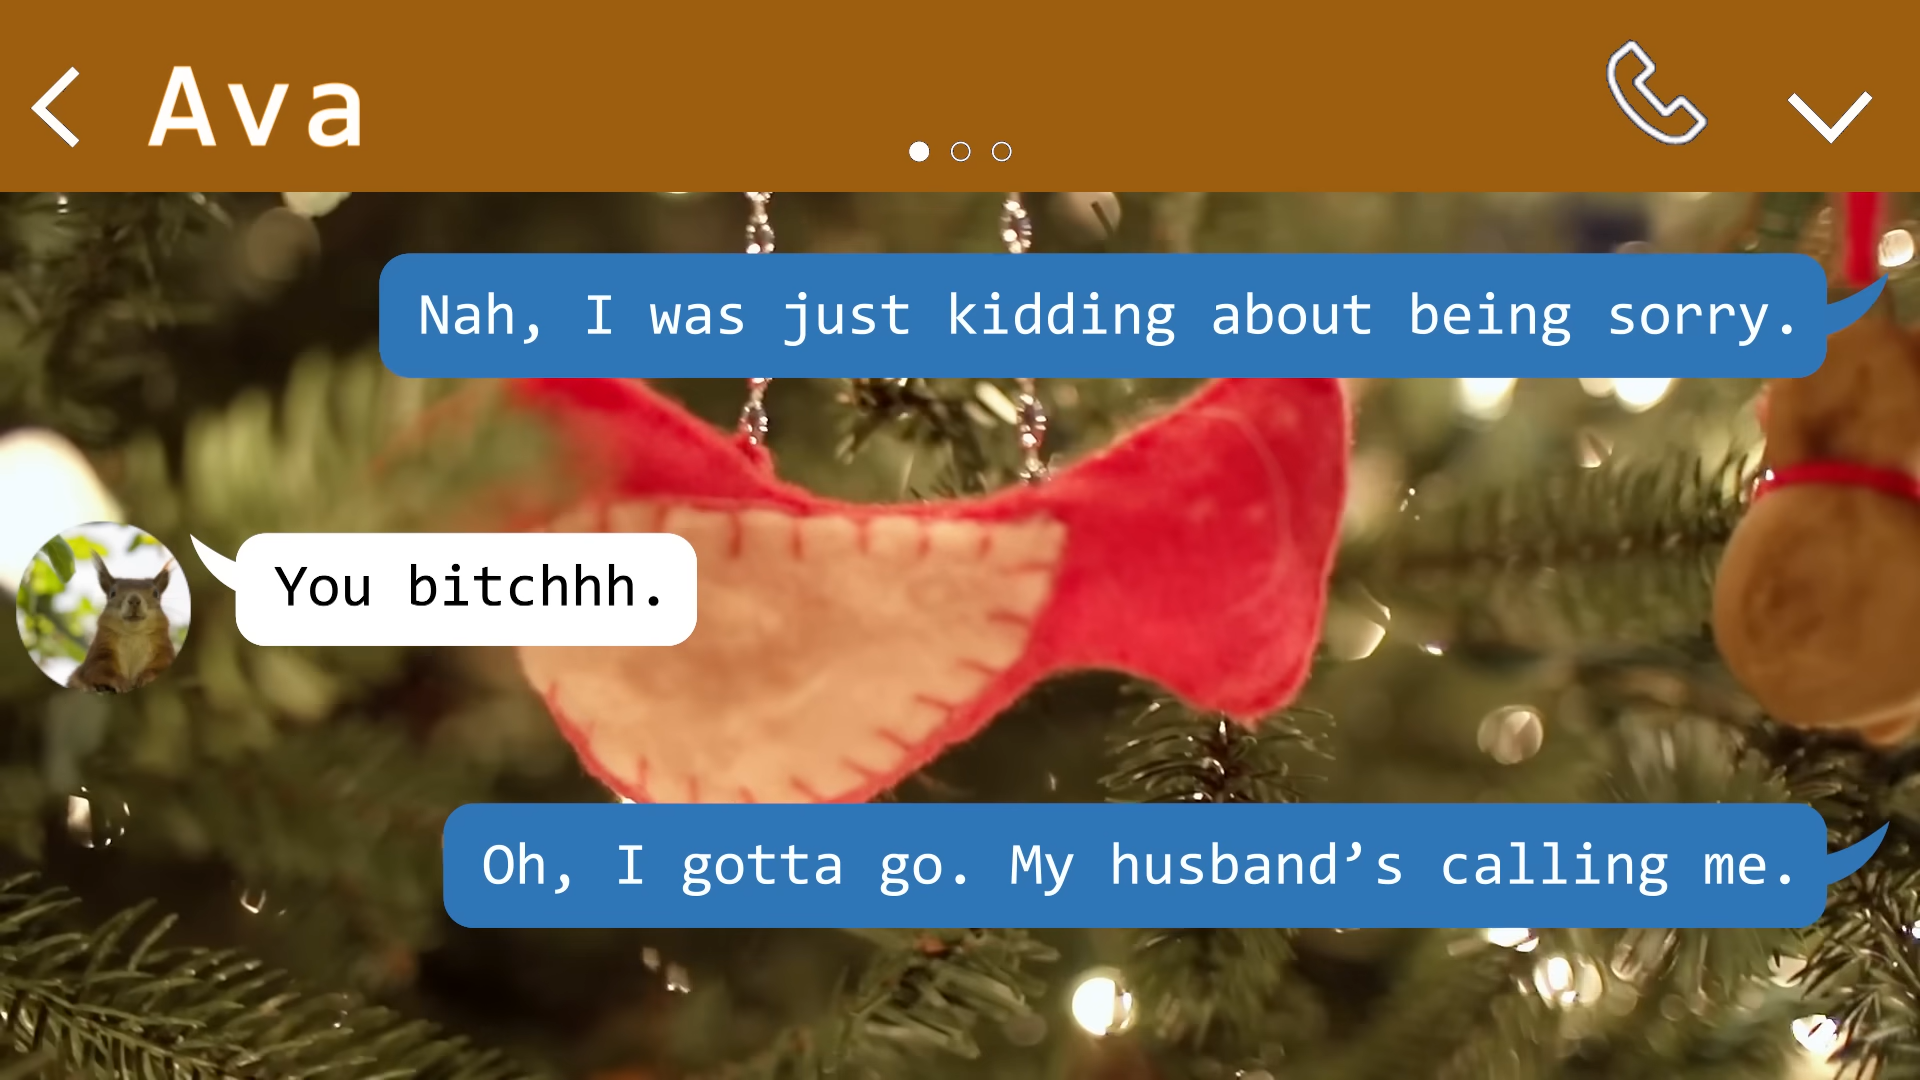 Ava
Nah, I was just kidding about being sorry.
You bitchhh.
Oh, I gotta go. My husband’s calling me.